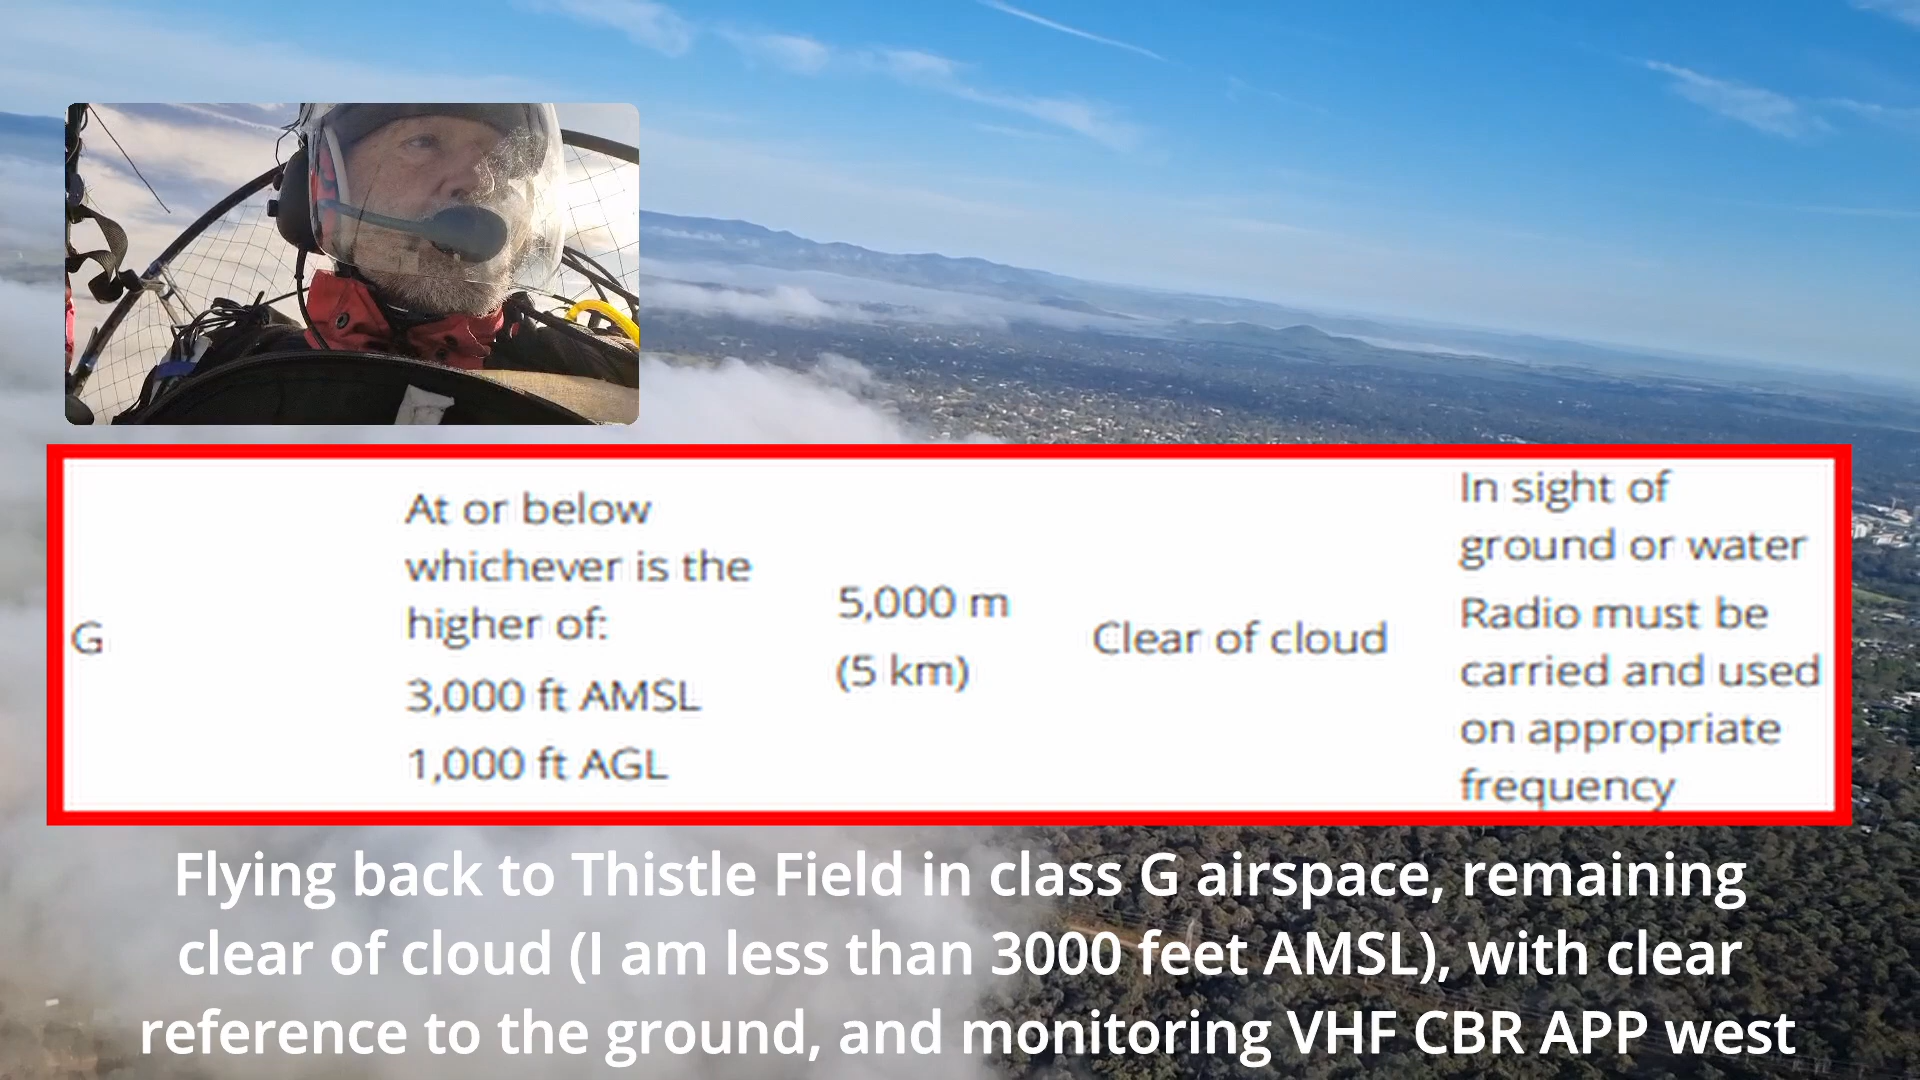 G
At or below
whichever is the
higher of:
3,000 ft AMSL
1,000 ft AGL
5,000 m
(5 km)
Clear of cloud
In sight of
ground or water
Radio must be
carried and used
on appropriate
frequency
Flying back to Thistle Field in class G airspace, remaining
clear of cloud (I am less than 3000 feet AMSL), with clear
reference to the ground, and monitoring VHF CBR APP west